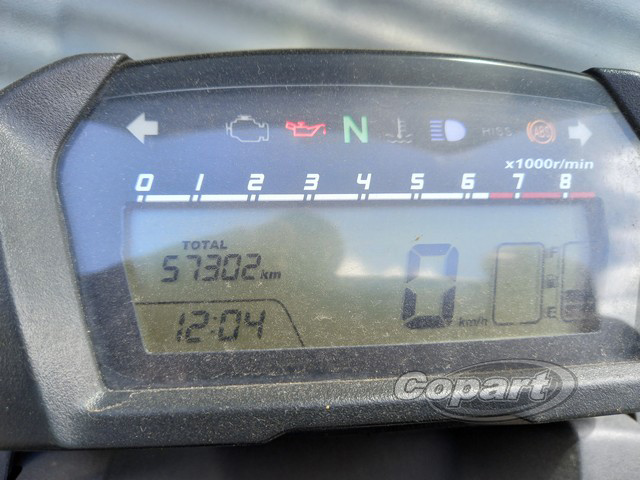 N HISS
x1000r/min
0 1 2 3 4 5 6 7 8
TOTAL
57302 km
12:04
0 km/h
F
E
Copart